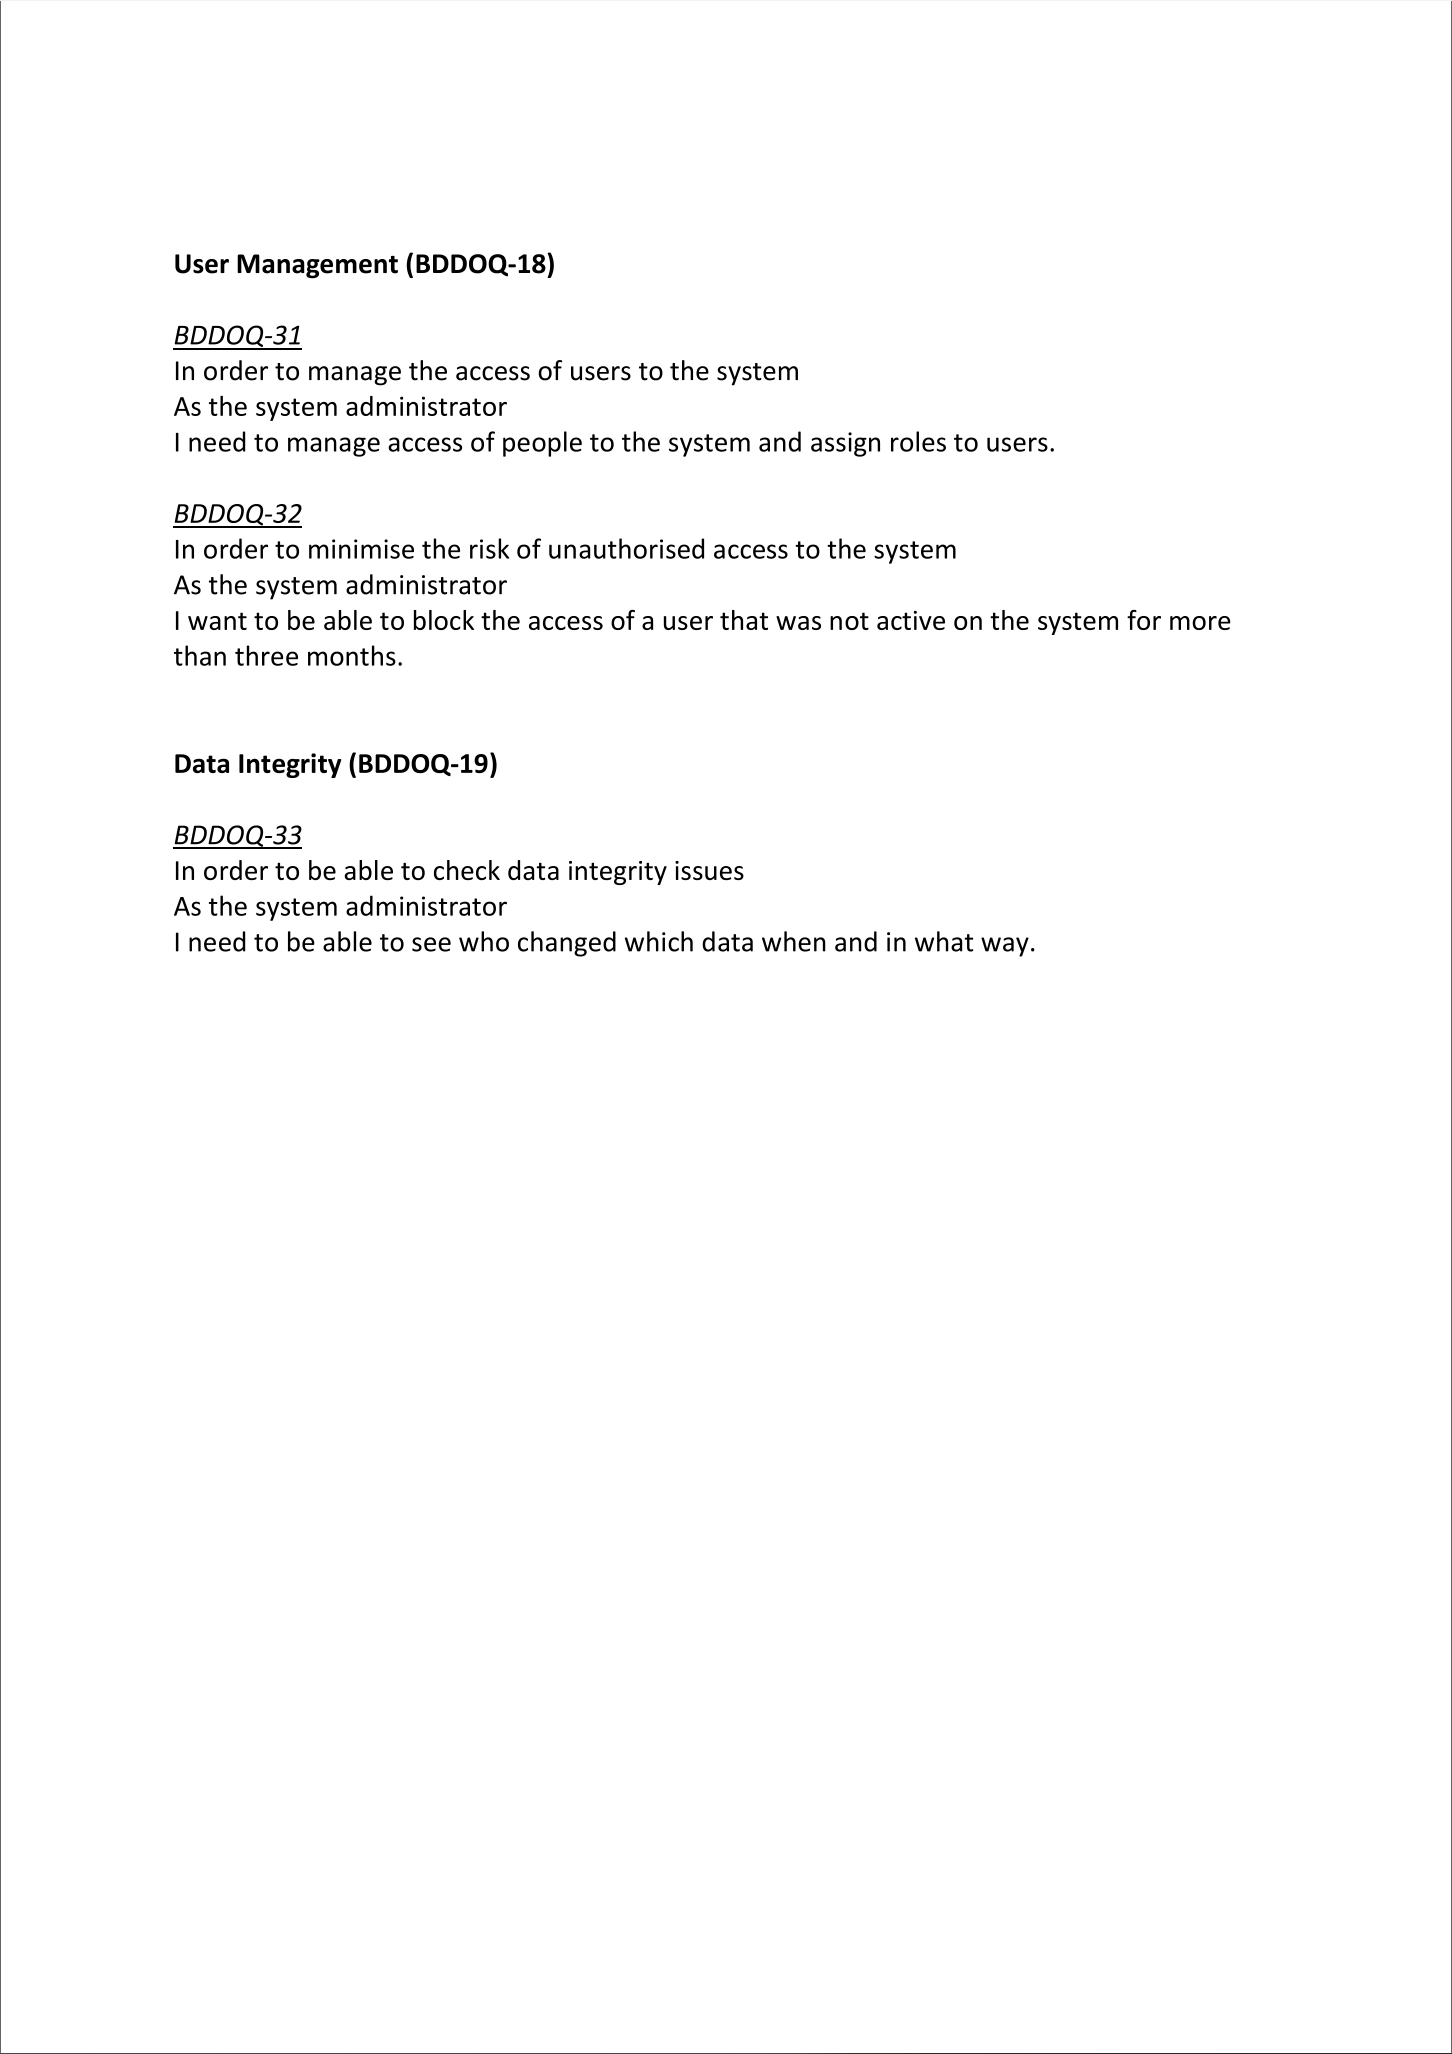 User Management (BDDOQ-18)
BDDOQ-31
In order to manage the access of users to the system
As the system administrator
I need to manage access of people to the system and assign roles to users.
BDDOQ-32
In order to minimise the risk of unauthorised access to the system
As the system administrator
I want to be able to block the access of a user that was not active on the system for more
than three months.
Data Integrity (BDDOQ-19)
BDDOQ-33
In order to be able to check data integrity issues
As the system administrator
I need to be able to see who changed which data when and in what way.